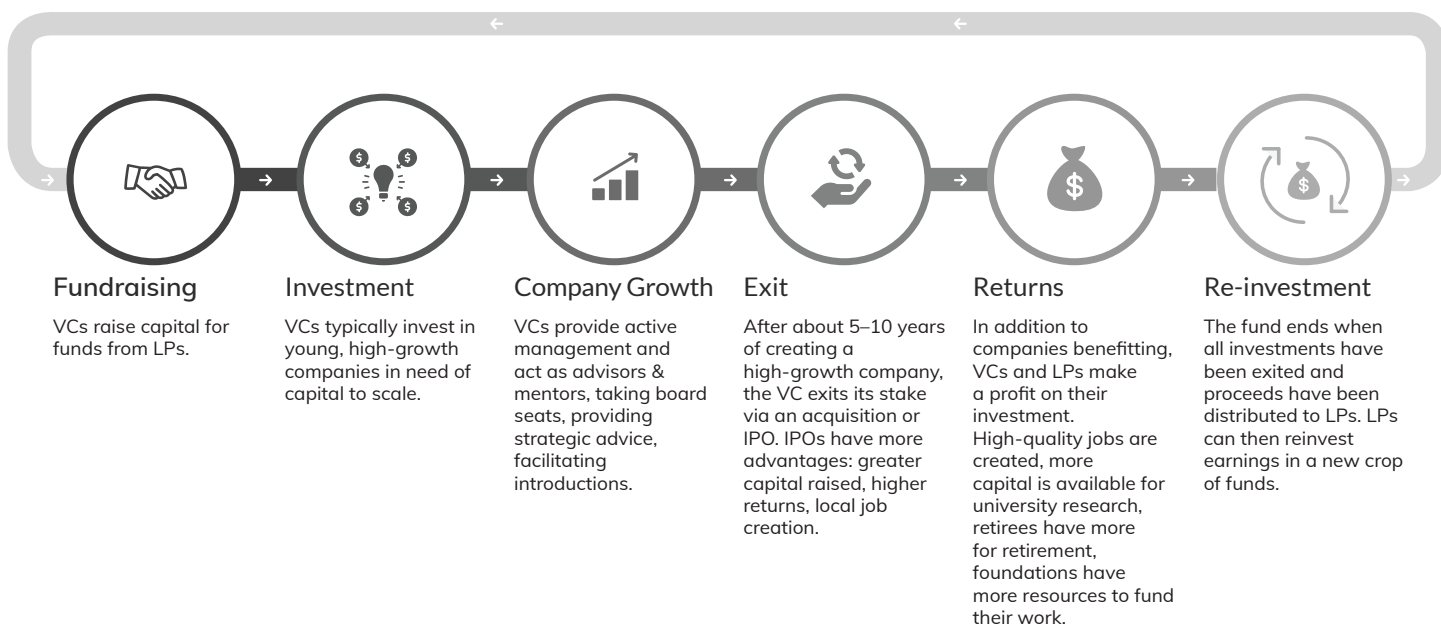 Fundraising
VCs raise capital for
funds from LPs.
Investment
VCs typically invest in
young, high-growth
companies in need of
capital to scale.
Company Growth
VCs provide active
management and
act as advisors &
mentors, taking board
seats, providing
strategic advice,
facilitating
introductions.
Exit
After about 5–10 years
of creating a
high-growth company,
the VC exits its stake
via an acquisition or
IPO. IPOs have more
advantages: greater
capital raised, higher
returns, local job
creation.
Returns
In addition to
companies benefitting,
VCs and LPs make
a profit on their
investment.
High-quality jobs are
created, more
capital is available for
university research,
retirees have more
for retirement,
foundations have
more resources to fund
their work.
Re-investment
The fund ends when
all investments have
been exited and
proceeds have been
distributed to LPs. LPs
can then reinvest
earnings in a new crop
of funds.